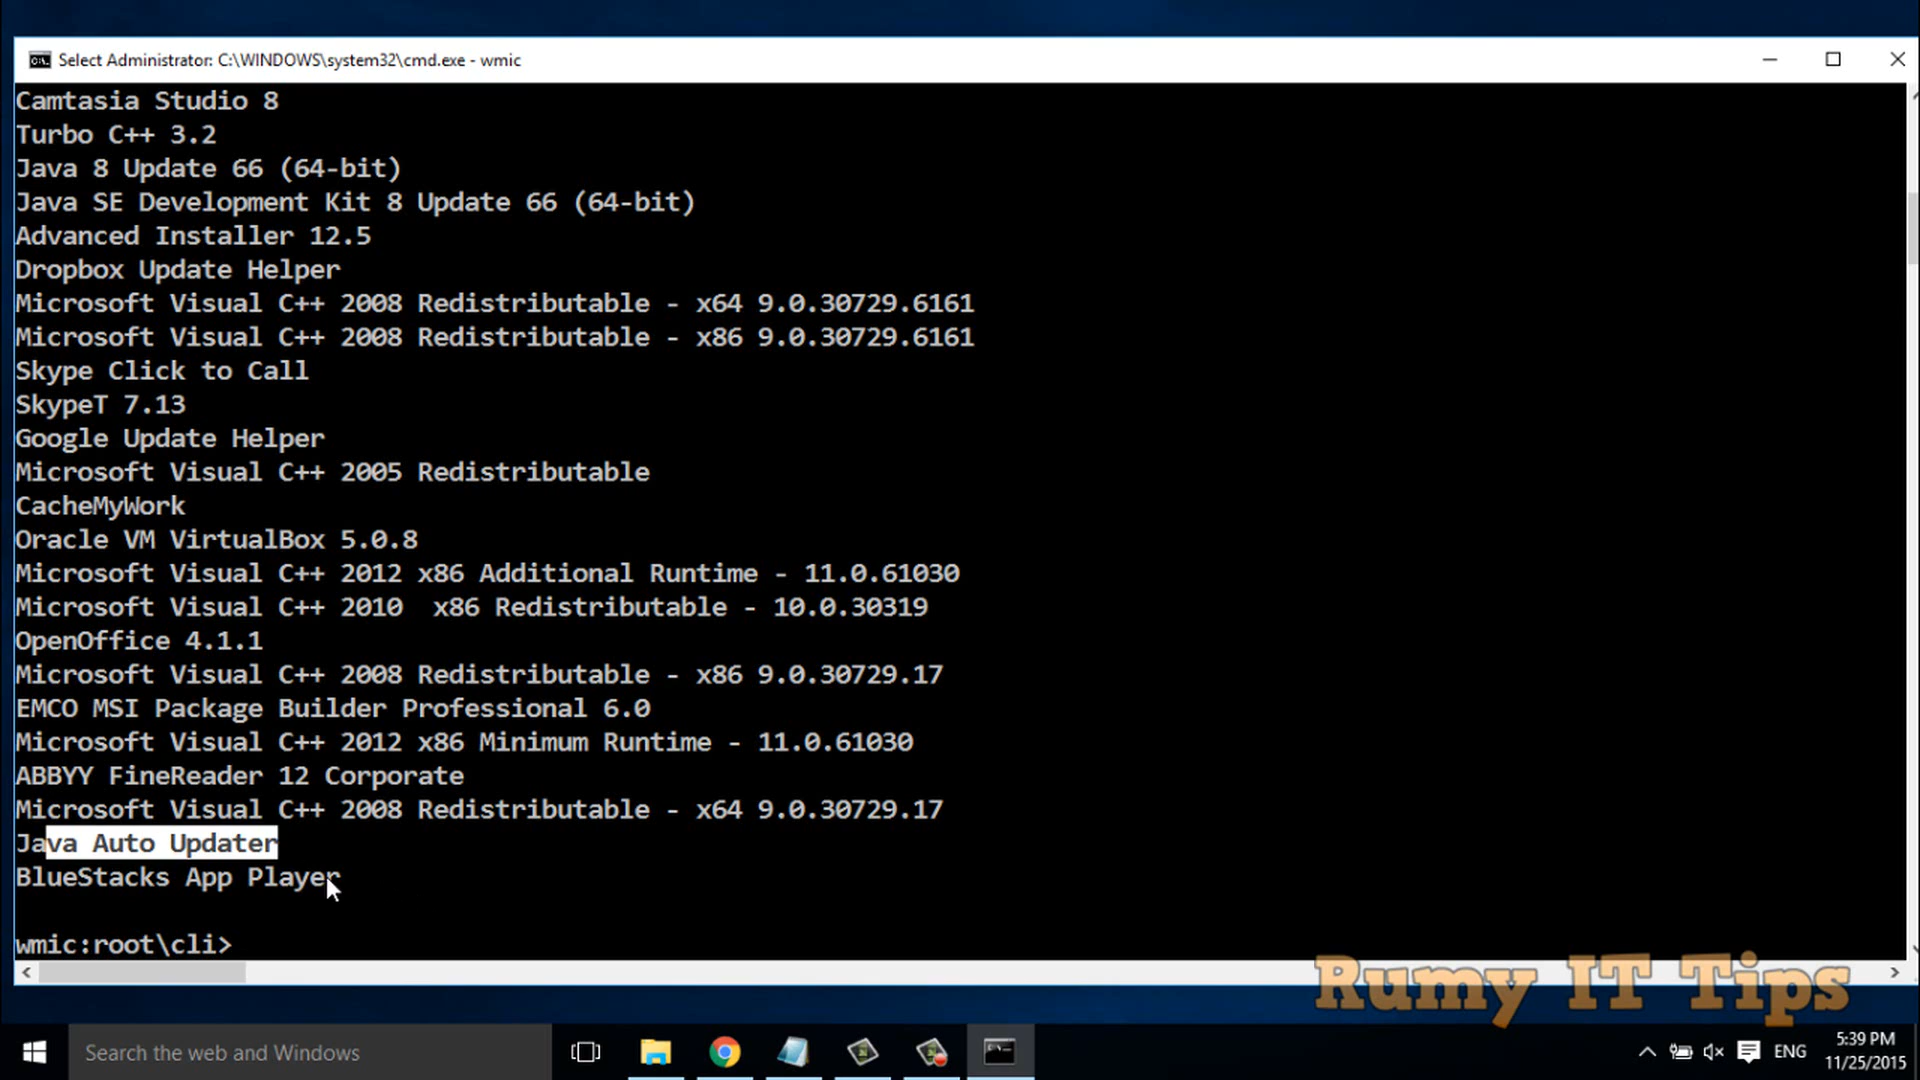 Select Administrator: C:\WINDOWS\system32\cmd.exe - wmic
Camtasia Studio 8
Turbo C++ 3.2
Java 8 Update 66 (64-bit)
Java SE Development Kit 8 Update 66 (64-bit)
Advanced Installer 12.5
Dropbox Update Helper
Microsoft Visual C++ 2008 Redistributable - x64 9.0.30729.6161
Microsoft Visual C++ 2008 Redistributable - x86 9.0.30729.6161
Skype Click to Call
SkypeT 7.13
Google Update Helper
Microsoft Visual C++ 2005 Redistributable
CacheMyWork
Oracle VM VirtualBox 5.0.8
Microsoft Visual C++ 2012 x86 Additional Runtime - 11.0.61030
Microsoft Visual C++ 2010  x86 Redistributable - 10.0.30319
OpenOffice 4.1.1
Microsoft Visual C++ 2008 Redistributable - x86 9.0.30729.17
EMCO MSI Package Builder Professional 6.0
Microsoft Visual C++ 2012 x86 Minimum Runtime - 11.0.61030
ABBYY FineReader 12 Corporate
Microsoft Visual C++ 2008 Redistributable - x64 9.0.30729.17
Java Auto Updater
BlueStacks App Player
wmic:root\cli>
Rumy IT Tips
Search the web and Windows
ENG
5:39 PM
11/25/2015